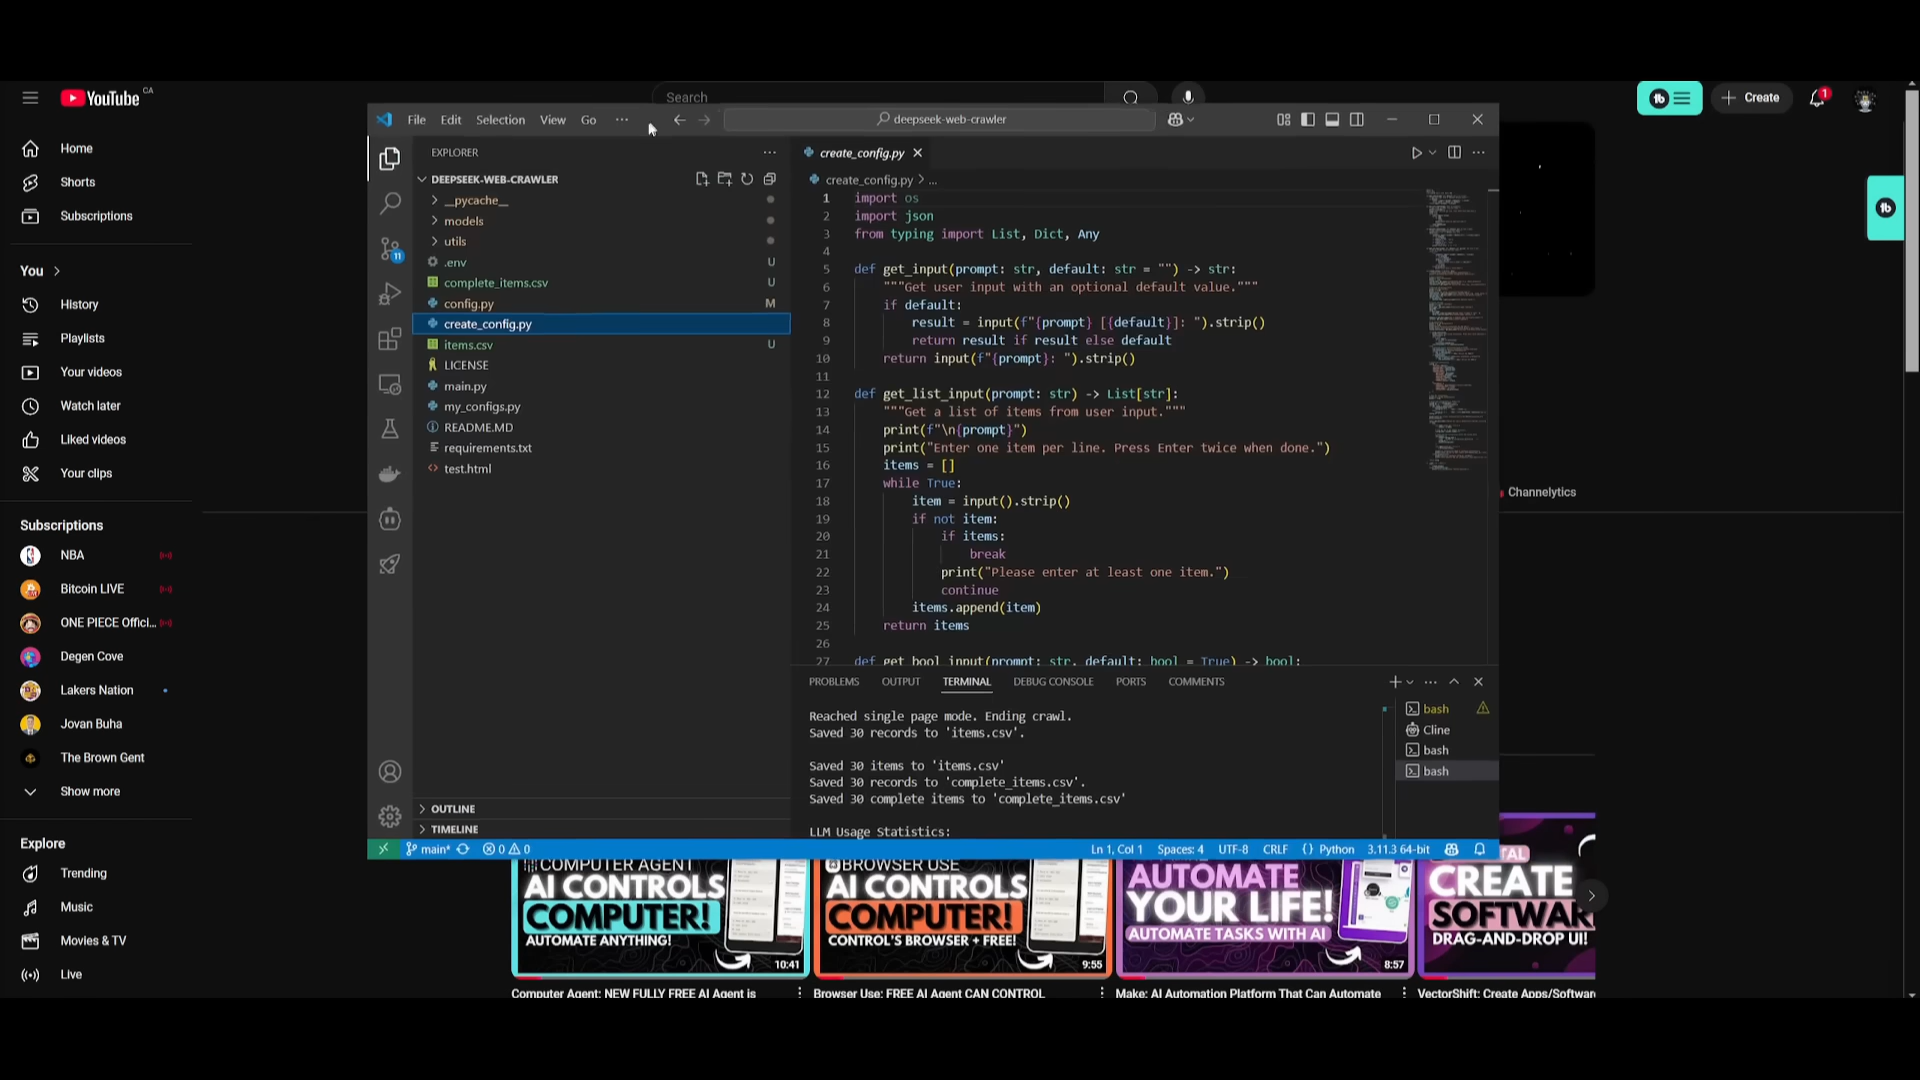 YouTube CA
Search
Create
1
Home
Shorts
Subscriptions
You
History
Playlists
Your videos
Watch later
Liked videos
Your clips
Subscriptions
NBA
Bitcoin LIVE
ONE PIECE Offici...
Degen Cove
Lakers Nation
Jovan Buha
The Brown Gent
Show more
Explore
Trending
Music
Movies & TV
Live
File Edit Selection View Go ···
deepseek-web-crawler
EXPLORER
DEEPSEEK-WEB-CRAWLER
__pycache__
models
utils
.env U
complete_items.csv U
config.py M
create_config.py
items.csv U
LICENSE
main.py
my_configs.py
README.MD
requirements.txt
test.html
OUTLINE
TIMELINE
11
create_config.py
create_config.py > ...
1 import os
2 import json
3 from typing import List, Dict, Any
4
5 def get_input(prompt: str, default: str = "") -> str:
6 """Get user input with an optional default value."""
7 if default:
8 result = input(f"{prompt} [{default}]: ").strip()
9 return result if result else default
10 return input(f"{prompt}: ").strip()
11
12 def get_list_input(prompt: str) -> List[str]:
13 """Get a list of items from user input."""
14 print(f"\n{prompt}")
15 print("Enter one item per line. Press Enter twice when done.")
16 items = []
17 while True:
18 item = input().strip()
19 if not item:
20 if items:
21 break
22 print("Please enter at least one item.")
23 continue
24 items.append(item)
25 return items
26
27 def get_bool_input(prompt: str, default: bool = True) -> bool:
PROBLEMS OUTPUT TERMINAL DEBUG CONSOLE PORTS COMMENTS
Reached single page mode. Ending crawl.
Saved 30 records to 'items.csv'.
Saved 30 items to 'items.csv'
Saved 30 records to 'complete_items.csv'.
Saved 30 complete items to 'complete_items.csv'
LLM Usage Statistics:
bash
Cline
bash
bash
main* 0 0
Ln 1, Col 1 Spaces: 4 UTF-8 CRLF {} Python 3.11.3 64-bit
Channelytics
COMPUTER AGENT
AI CONTROLS
COMPUTER!
AUTOMATE ANYTHING!
10:41
Computer Agent: NEW FULLY FREE AI Agent is
BROWSER USE
AI CONTROLS
COMPUTER!
CONTROL'S BROWSER + FREE!
9:55
Browser Use: FREE AI Agent CAN CONTROL
AUTOMATE
YOUR LIFE!
AUTOMATE TASKS WITH AI
8:57
Make: AI Automation Platform That Can Automate
CREATE
SOFTWAR
DRAG-AND-DROP UI!
VectorShift: Create Apps/Softwar